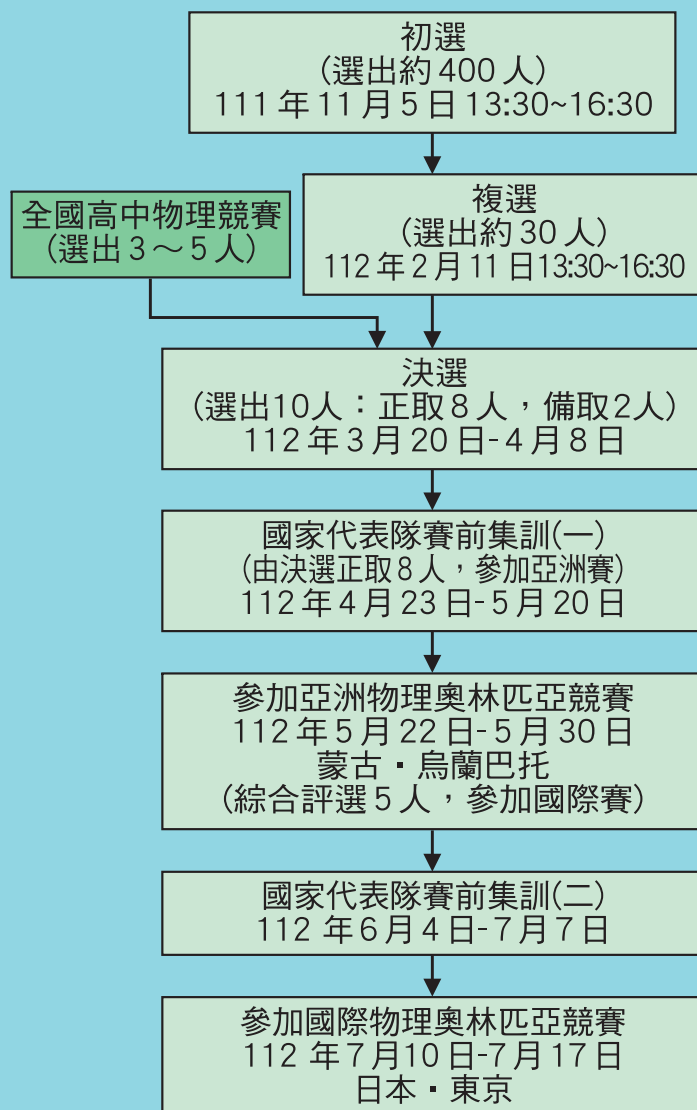 初選
(選出約 400 人)
111 年 11 月 5 日 13:30~16:30
全國高中物理競賽
(選出 3～5 人)
複選
(選出約 30 人)
112 年 2 月 11 日13:30~16:30
決選
(選出10人：正取 8 人，備取2人)
112 年 3 月 20 日- 4 月 8 日
國家代表隊賽前集訓(一)
(由決選正取 8 人，參加亞洲賽)
112 年 4 月 23 日- 5 月 20 日
參加亞洲物理奧林匹亞競賽
112 年 5 月 22 日- 5 月 30 日
蒙古▪烏蘭巴托
(綜合評選 5 人，參加國際賽)
國家代表隊賽前集訓(二)
112 年 6 月 4 日-7 月 7 日
參加國際物理奧林匹亞競賽
112 年 7 月10 日-7 月 17 日
日本▪東京